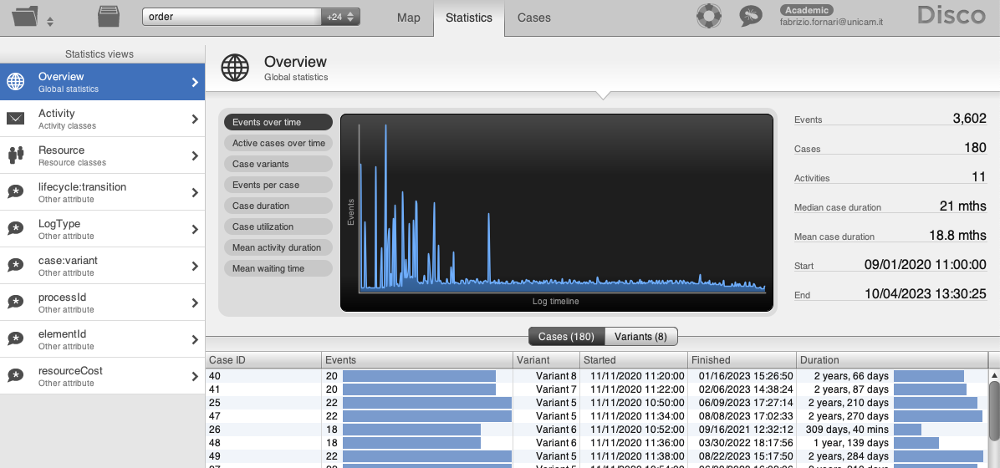 order
+24
Map
Statistics
Cases
Academic
fabrizio.fornari@unicam.it
Disco
Statistics views
Overview
Global statistics
Activity
Activity classes
Resource
Resource classes
lifecycle:transition
Other attribute
LogType
Other attribute
case:variant
Other attribute
processId
Other attribute
elementId
Other attribute
resourceCost
Other attribute
Overview
Global statistics
Events over time
Active cases over time
Case variants
Events per case
Case duration
Case utilization
Mean activity duration
Mean waiting time
Events
Log timeline
Events 3,602
Cases 180
Activities 11
Median case duration 21 mths
Mean case duration 18.8 mths
Start 09/01/2020 11:00:00
End 10/04/2023 13:30:25
Cases (180) Variants (8)
Case ID Events Variant Started Finished Duration
40 20 Variant 8 11/11/2020 11:20:00 01/16/2023 15:26:50 2 years, 66 days
41 20 Variant 7 11/11/2020 11:22:00 02/06/2023 14:38:24 2 years, 87 days
25 22 Variant 5 11/11/2020 10:50:00 06/09/2023 17:27:14 2 years, 210 days
47 22 Variant 5 11/11/2020 11:34:00 08/08/2023 17:02:33 2 years, 270 days
26 18 Variant 6 11/11/2020 10:52:00 09/16/2021 12:32:12 309 days, 40 mins
48 18 Variant 6 11/11/2020 11:36:00 03/30/2022 18:17:56 1 year, 139 days
49 22 Variant 5 11/11/2020 11:38:00 08/22/2023 15:17:50 2 years, 284 days